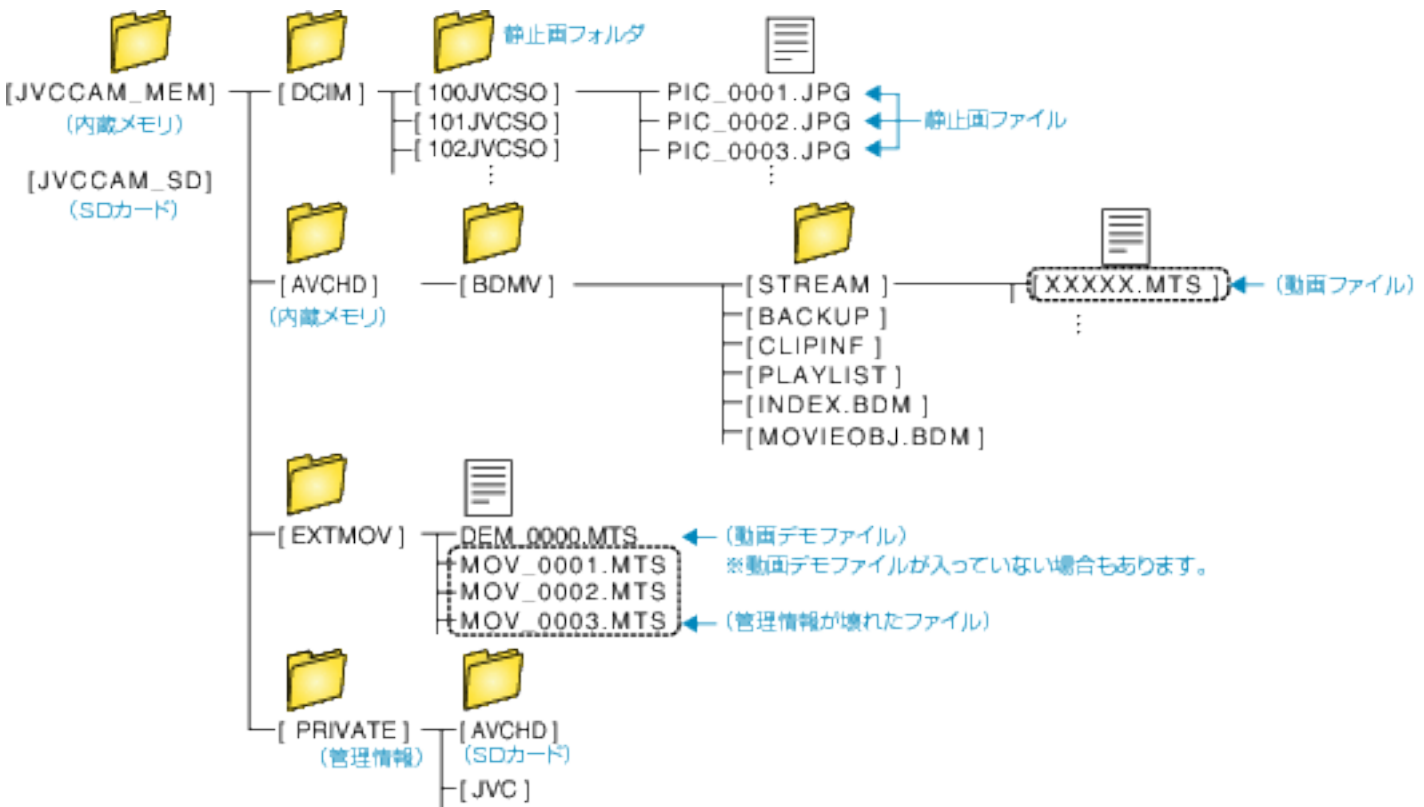 静止画フォルダ
[JVCCAM_MEM]
(内蔵メモリ)
[JVCCAM_SD]
(SDカード)
[DCIM]
[100JVCSO]
[101JVCSO]
[102JVCSO]
⋮
PIC_0001.JPG
PIC_0002.JPG
PIC_0003.JPG
⋮
静止画ファイル
[AVCHD]
(内蔵メモリ)
[BDMV]
[STREAM]
[BACKUP]
[CLIPINF]
[PLAYLIST]
[INDEX.BDM]
[MOVIEOBJ.BDM]
[XXXXX.MTS]
⋮
(動画ファイル)
[EXTMOV]
DEM_0000.MTS
(動画デモファイル)
※動画デモファイルが入っていない場合もあります。
MOV_0001.MTS
MOV_0002.MTS
MOV_0003.MTS
(管理情報が壊れたファイル)
[PRIVATE]
(管理情報)
[AVCHD]
(SDカード)
[JVC]